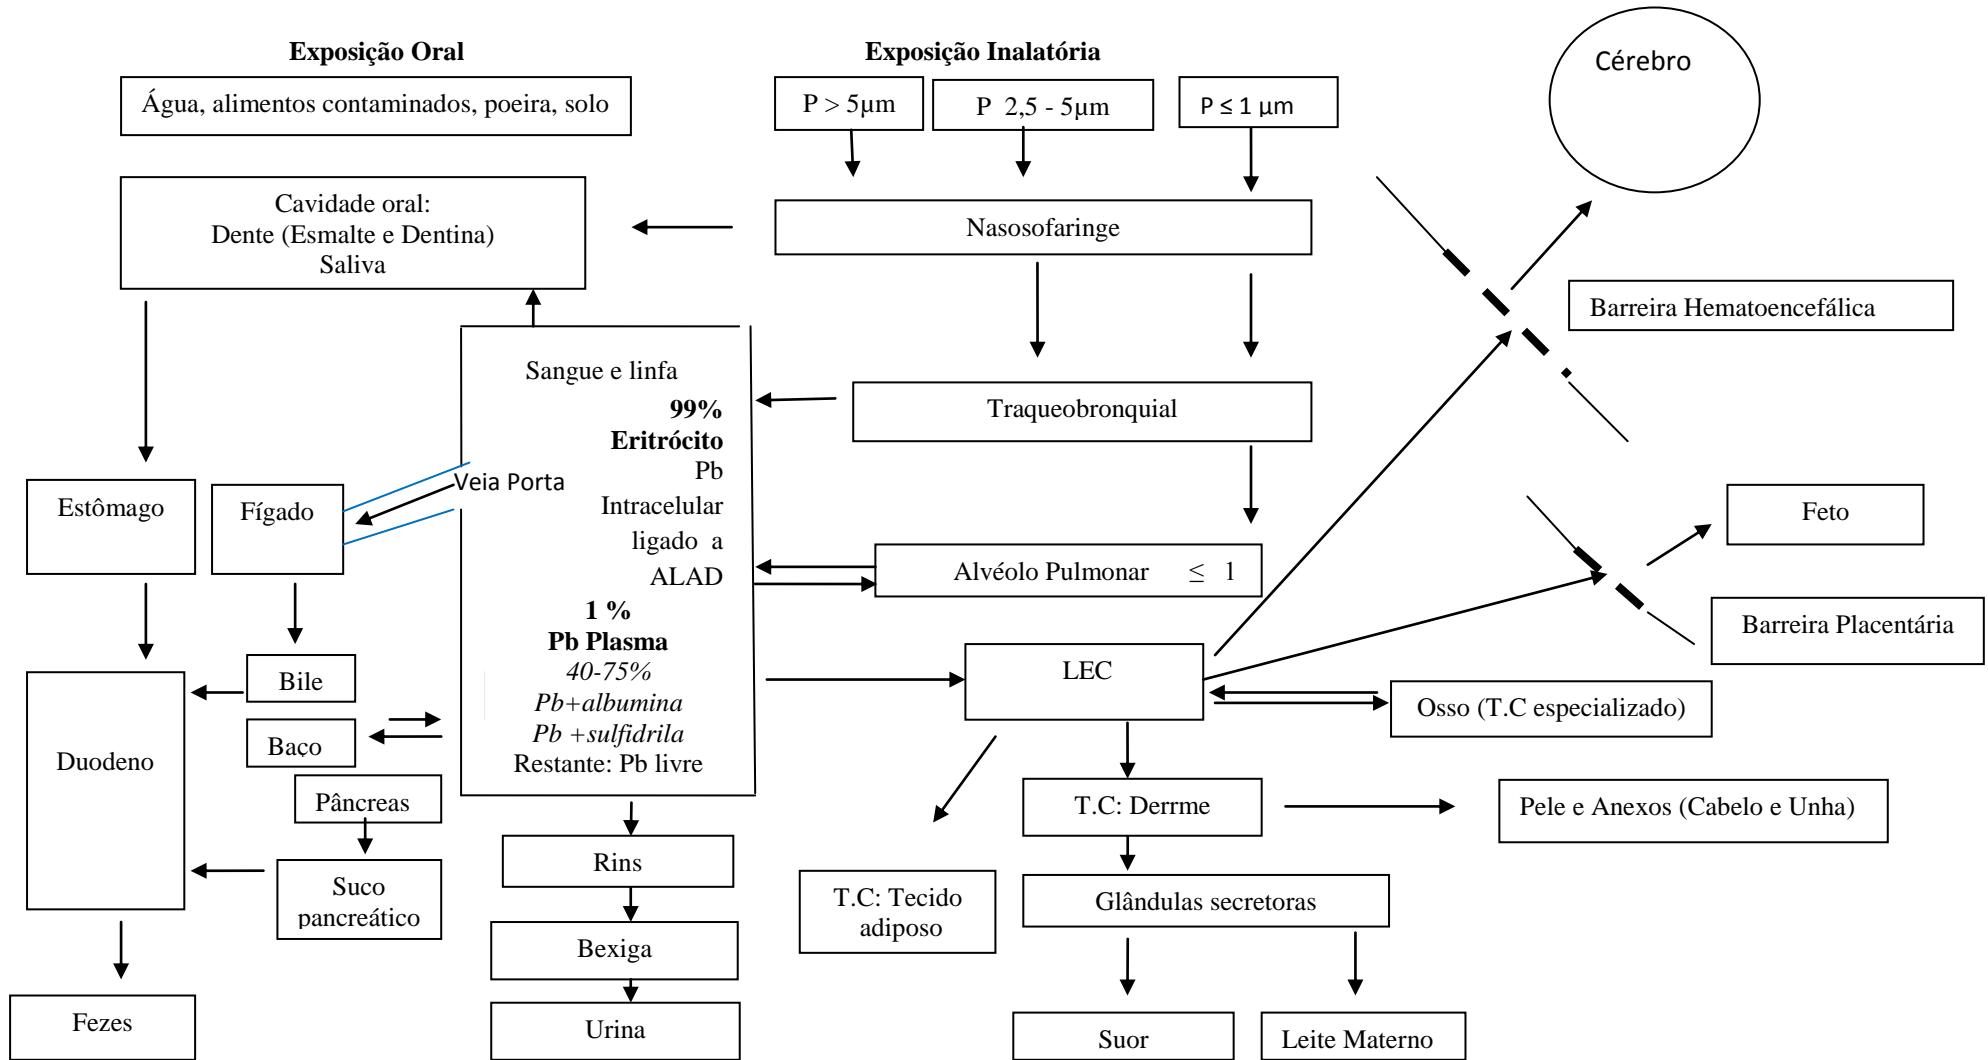 Exposição Oral
Exposição Inalatória
Cérebro
Água, alimentos contaminados, poeira, solo
P > 5µm
P 2,5 - 5µm
P ≤ 1 µm
Cavidade oral:
Dente (Esmalte e Dentina)
Saliva
Nasosofaringe
Barreira Hematoencefálica
Sangue e linfa
99%
Eritrócito
Pb
Intracelular
ligado a
ALAD
1 %
Pb Plasma
40-75%
Pb+albumina
Pb +sulfidrila
Restante: Pb livre
Traqueobronquial
Veia Porta
Estômago
Fígado
Feto
Alvéolo Pulmonar ≤ 1
Barreira Placentária
LEC
Bile
Osso (T.C especializado)
Baço
Duodeno
Pâncreas
T.C: Derrme
Pele e Anexos (Cabelo e Unha)
Rins
Suco
pancreático
T.C: Tecido
adiposo
Glândulas secretoras
Bexiga
Fezes
Urina
Suor
Leite Materno